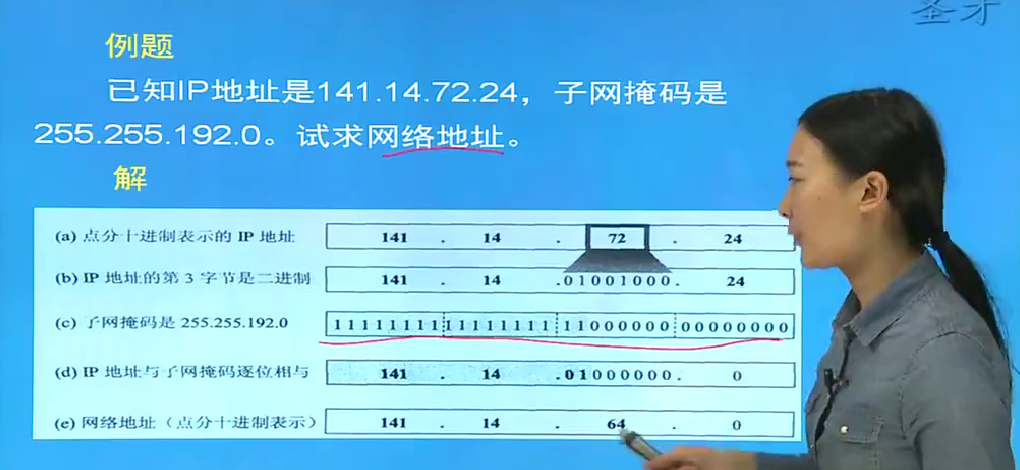 圣才
例题
已知IP地址是141.14.72.24，子网掩码是
255.255.192.0。试求网络地址。
解
(a) 点分十进制表示的 IP 地址 141 . 14 . 72 . 24
(b) IP 地址的第 3 字节是二进制 141 . 14 .01001000. 24
(c) 子网掩码是 255.255.192.0 11111111 11111111 11000000 00000000
(d) IP 地址与子网掩码逐位相与 141 . 14 .01000000. 0
(e) 网络地址（点分十进制表示） 141 . 14 . 64 . 0